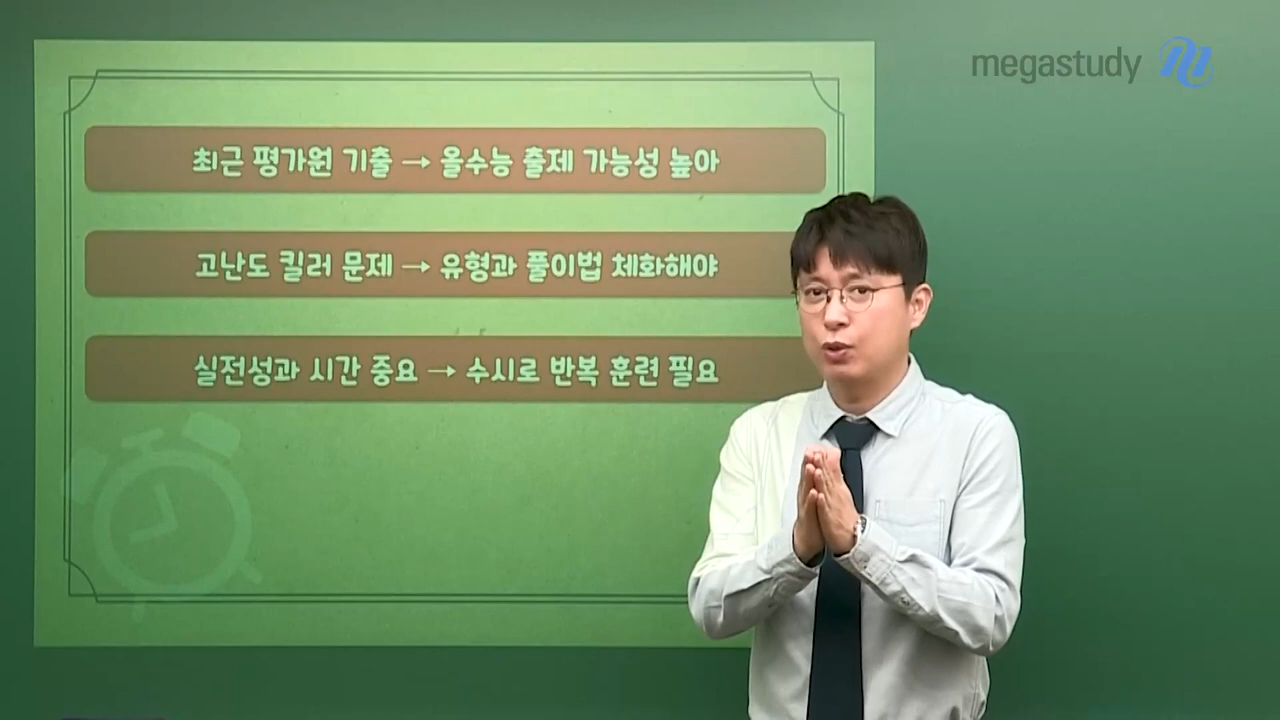 megastudy
최근 평가원 기출 → 올수능 출제 가능성 높아
고난도 킬러 문제 → 유형과 풀이법 체화해야
실전성과 시간 중요 → 수시로 반복 훈련 필요